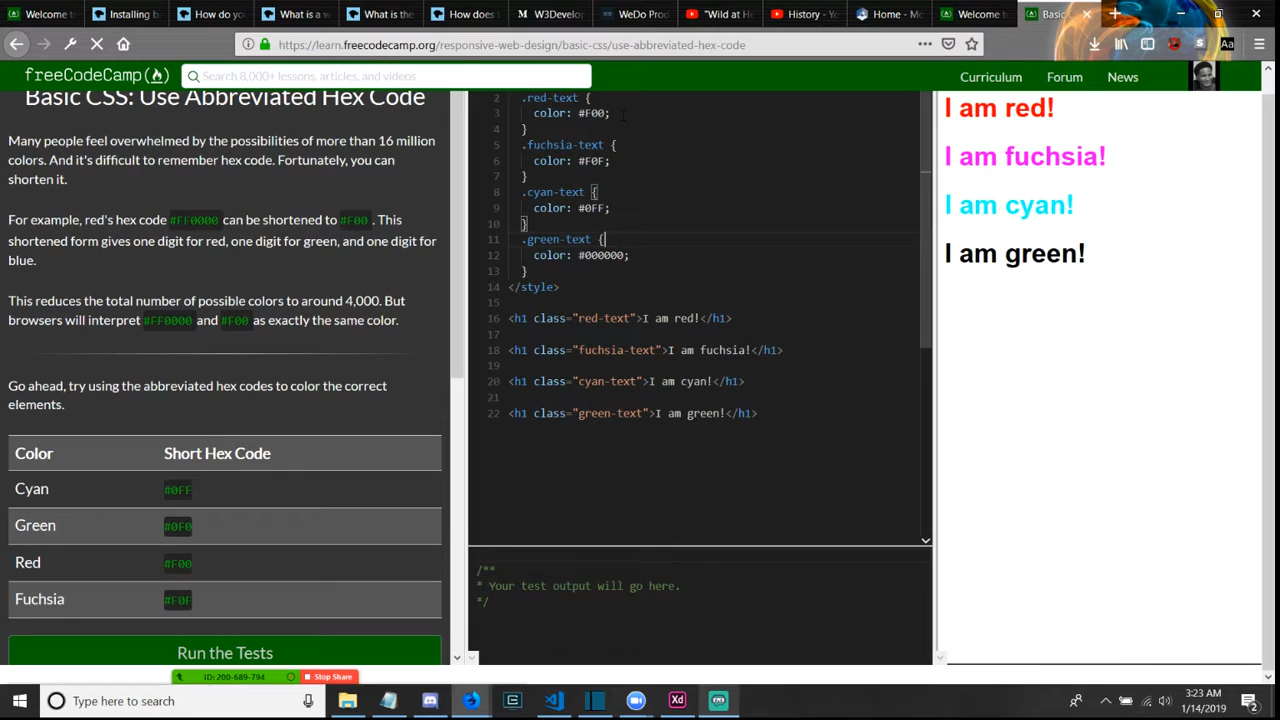 Welcome t
Installing b
How do yo
What is a w
What is the
How does
W3Develop
WeDo Prod
"Wild at He
History - Yo
Home - Mo
Welcome t
Basic
https://learn.freecodecamp.org/responsive-web-design/basic-css/use-abbreviated-hex-code
freeCodeCamp
Search 8,000+ lessons, articles, and videos
Curriculum
Forum
News
Basic CSS: Use Abbreviated Hex Code
Many people feel overwhelmed by the possibilities of more than 16 million
colors. And it's difficult to remember hex code. Fortunately, you can
shorten it.
For example, red's hex code #FF0000 can be shortened to #F00 . This
shortened form gives one digit for red, one digit for green, and one digit for
blue.
This reduces the total number of possible colors to around 4,000. But
browsers will interpret #FF0000 and #F00 as exactly the same color.
Go ahead, try using the abbreviated hex codes to color the correct
elements.
Color Short Hex Code
Cyan #0FF
Green #0F0
Red #F00
Fuchsia #F0F
Run the Tests
2 .red-text {
3 color: #F00;
4 }
5 .fuchsia-text {
6 color: #F0F;
7 }
8 .cyan-text {
9 color: #0FF;
10 }
11 .green-text {
12 color: #000000;
13 }
14 </style>
15
16 <h1 class="red-text">I am red!</h1>
17
18 <h1 class="fuchsia-text">I am fuchsia!</h1>
19
20 <h1 class="cyan-text">I am cyan!</h1>
21
22 <h1 class="green-text">I am green!</h1>
/**
* Your test output will go here.
*/
I am red!
I am fuchsia!
I am cyan!
I am green!
ID: 200-689-794
Stop Share
Type here to search
3:23 AM
1/14/2019
2